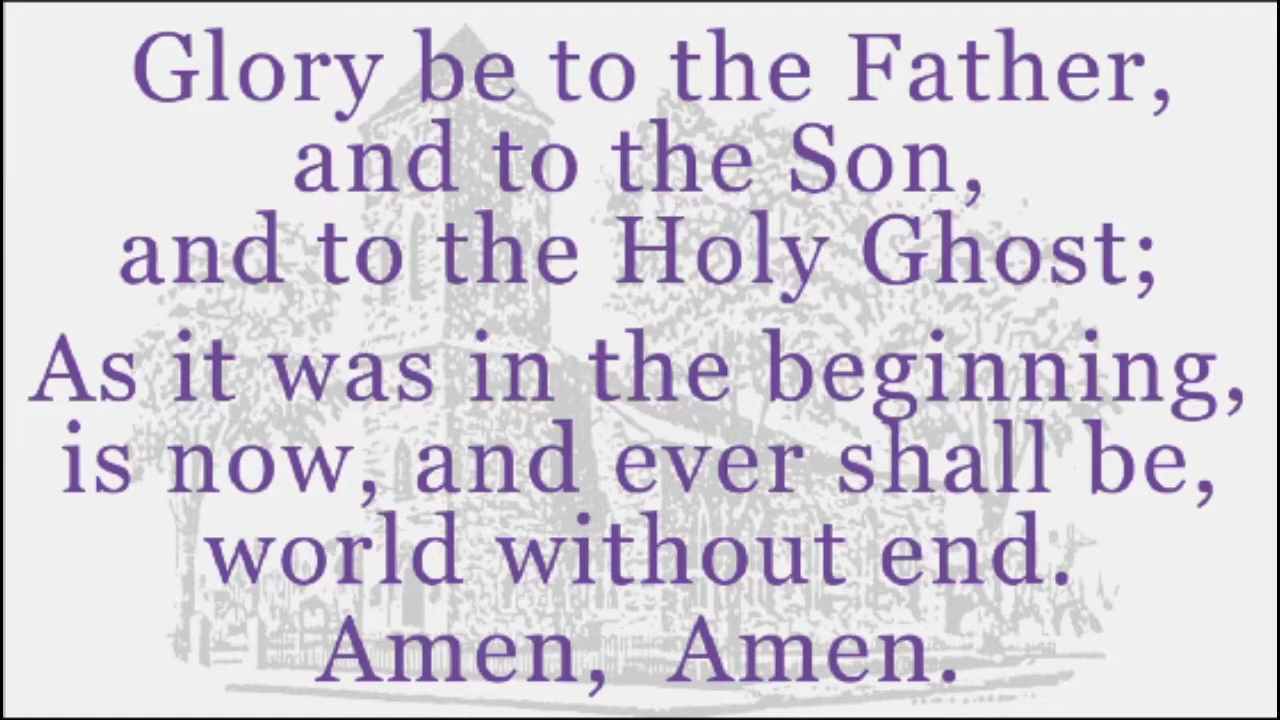 Glory be to the Father,
and to the Son,
and to the Holy Ghost;
As it was in the beginning,
is now, and ever shall be,
world without end.
Amen, Amen.